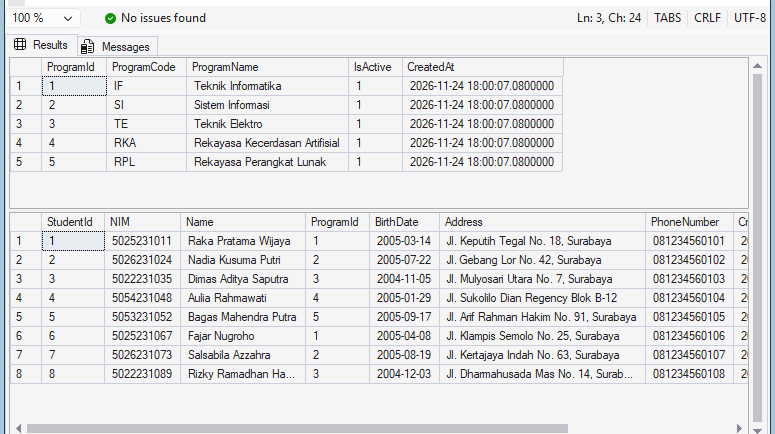 100 % No issues found Ln: 3, Ch: 24 TABS CRLF UTF-8
Results Messages
ProgramId ProgramCode ProgramName IsActive CreatedAt
1 1 IF Teknik Informatika 1 2026-11-24 18:00:07.0800000
2 2 SI Sistem Informasi 1 2026-11-24 18:00:07.0800000
3 3 TE Teknik Elektro 1 2026-11-24 18:00:07.0800000
4 4 RKA Rekayasa Kecerdasan Artifisial 1 2026-11-24 18:00:07.0800000
5 5 RPL Rekayasa Perangkat Lunak 1 2026-11-24 18:00:07.0800000
StudentId NIM Name ProgramId BirthDate Address PhoneNumber Cr
1 1 5025231011 Raka Pratama Wijaya 1 2005-03-14 Jl. Keputih Tegal No. 18, Surabaya 081234560101 20
2 2 5026231024 Nadia Kusuma Putri 2 2005-07-22 Jl. Gebang Lor No. 42, Surabaya 081234560102 20
3 3 5022231035 Dimas Aditya Saputra 3 2004-11-05 Jl. Mulyosari Utara No. 7, Surabaya 081234560103 20
4 4 5054231048 Aulia Rahmawati 4 2005-01-29 Jl. Sukolilo Dian Regency Blok B-12 081234560104 20
5 5 5053231052 Bagas Mahendra Putra 5 2005-09-17 Jl. Arif Rahman Hakim No. 91, Surabaya 081234560105 20
6 6 5025231067 Fajar Nugroho 1 2005-04-08 Jl. Klampis Semolo No. 25, Surabaya 081234560106 20
7 7 5026231073 Salsabila Azzahra 2 2005-08-19 Jl. Kertajaya Indah No. 63, Surabaya 081234560107 20
8 8 5022231089 Rizky Ramadhan Ha... 3 2004-12-03 Jl. Dharmahusada Mas No. 14, Surab... 081234560108 20